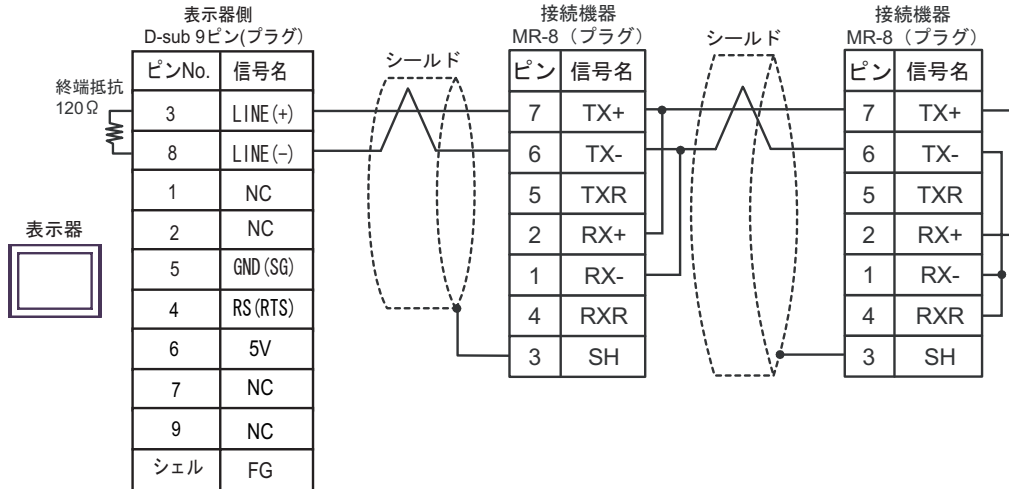 表示器側
D-sub 9ピン(プラグ)
ピンNo. 信号名
3 LINE(+)
8 LINE(-)
1 NC
2 NC
5 GND(SG)
4 RS(RTS)
6 5V
7 NC
9 NC
シェル FG
終端抵抗
120Ω
表示器
シールド
接続機器
MR-8（プラグ）
ピン 信号名
7 TX+
6 TX-
5 TXR
2 RX+
1 RX-
4 RXR
3 SH
シールド
接続機器
MR-8（プラグ）
ピン 信号名
7 TX+
6 TX-
5 TXR
2 RX+
1 RX-
4 RXR
3 SH